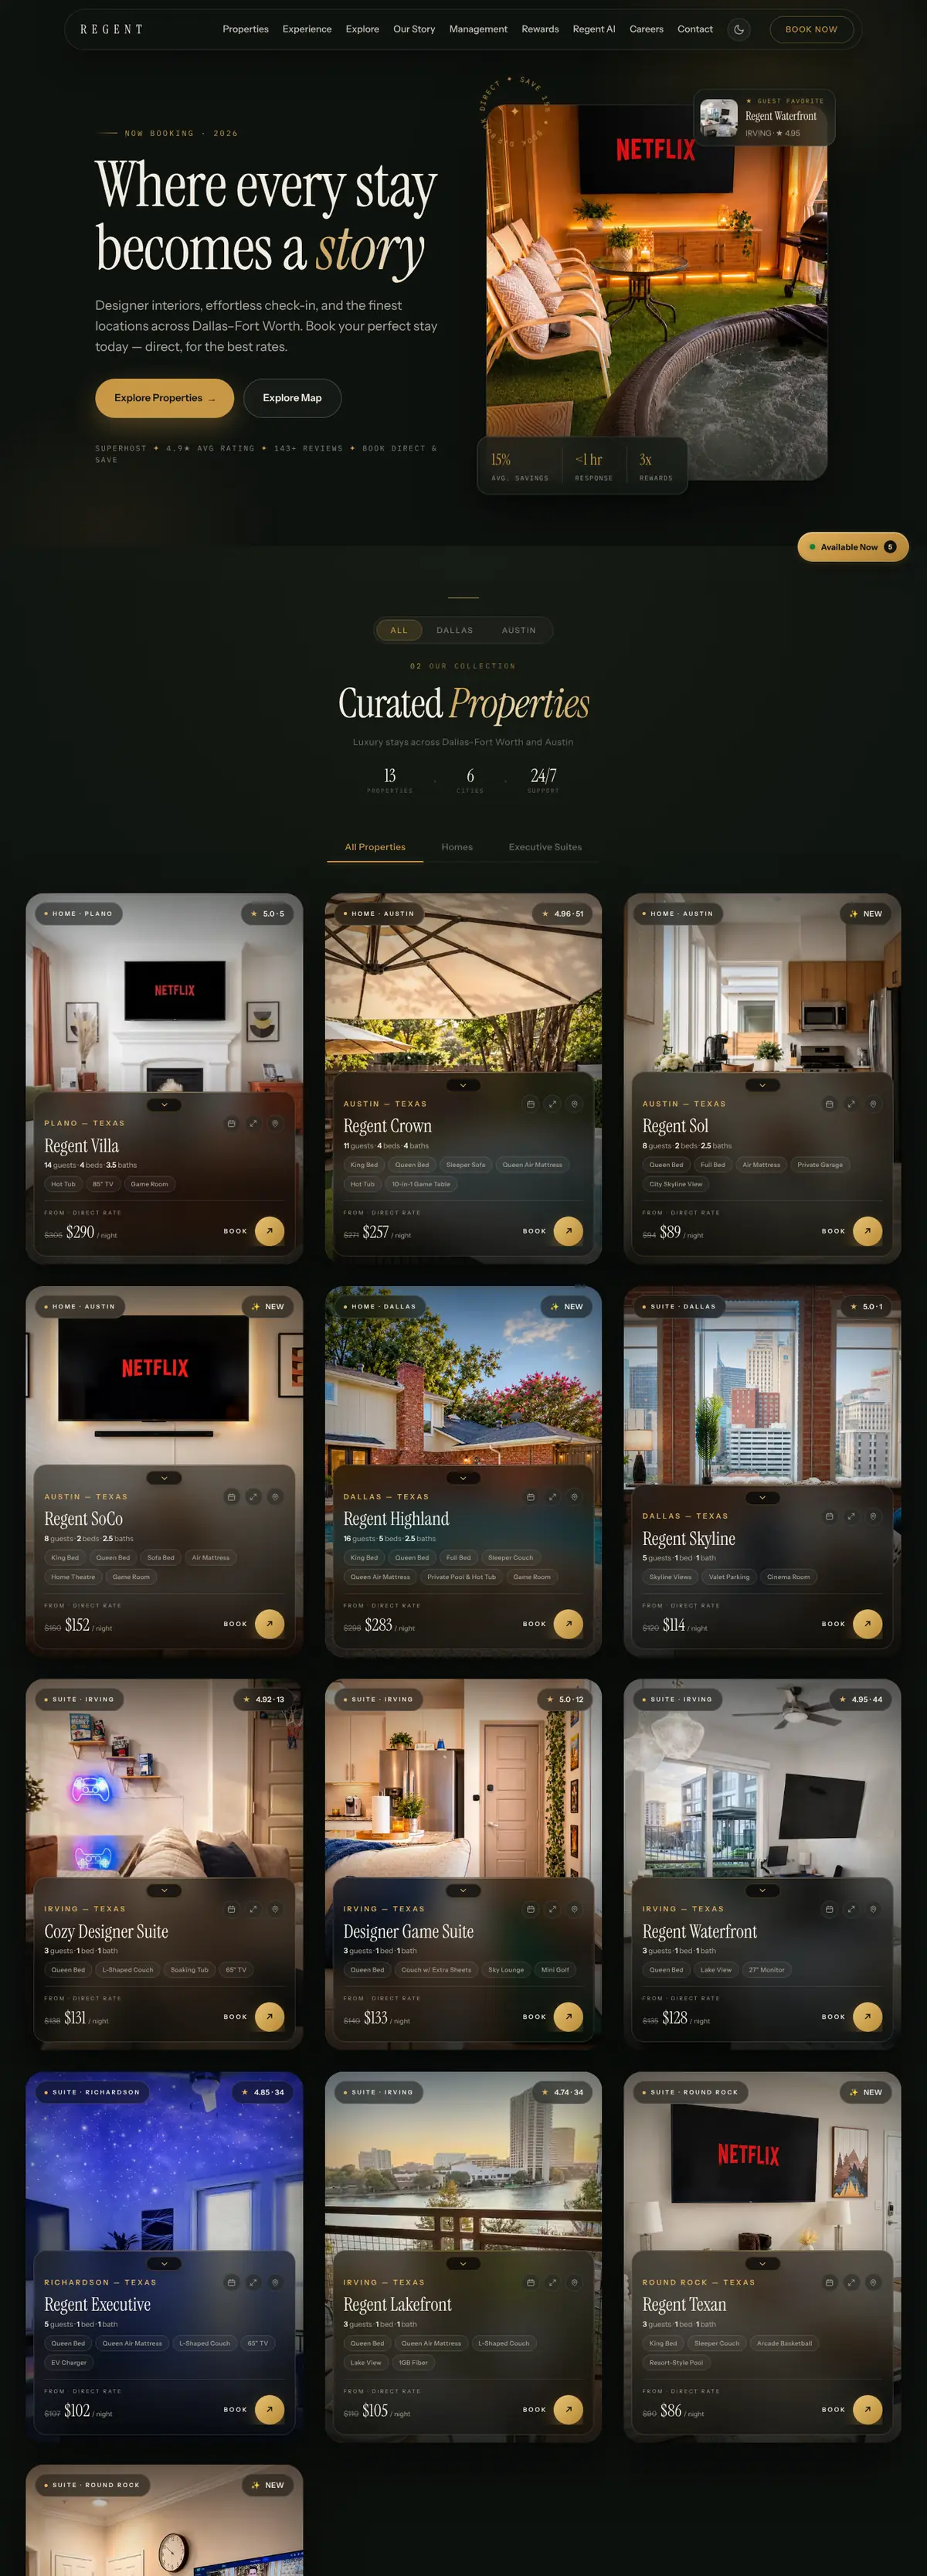 REGENT
Properties Experience Explore Our Story Management Rewards Regent AI Careers Contact
BOOK NOW
NOW BOOKING · 2026
Where every stay
becomes a story
Designer interiors, effortless check-in, and the finest
locations across Dallas–Fort Worth. Book your perfect stay
today — direct, for the best rates.
Explore Properties →
Explore Map
SUPERHOST ✦ 4.9★ AVG RATING ✦ 143+ REVIEWS ✦ BOOK DIRECT &
SAVE
NETFLIX
★ GUEST FAVORITE
Regent Waterfront
IRVING · ★ 4.95
15%
AVG. SAVINGS
<1 hr
RESPONSE
3x
REWARDS
Available Now 5
ALL DALLAS AUSTIN
02 OUR COLLECTION
Curated Properties
Luxury stays across Dallas–Fort Worth and Austin
13
PROPERTIES
6
CITIES
24/7
SUPPORT
All Properties Homes Executive Suites
HOME · PLANO
★ 5.0 · 5
NETFLIX
PLANO — TEXAS
Regent Villa
14 guests · 4 beds · 3.5 baths
Hot Tub 85" TV Game Room
FROM · DIRECT RATE
$305 $290 / night
BOOK
HOME · AUSTIN
★ 4.96 · 51
AUSTIN — TEXAS
Regent Crown
11 guests · 4 beds · 4 baths
King Bed Queen Bed Sleeper Sofa Queen Air Mattress
Hot Tub 10-in-1 Game Table
FROM · DIRECT RATE
$271 $257 / night
BOOK
HOME · AUSTIN
✨ NEW
AUSTIN — TEXAS
Regent Sol
8 guests · 2 beds · 2.5 baths
Queen Bed Full Bed Air Mattress Private Garage
City Skyline View
FROM · DIRECT RATE
$94 $89 / night
BOOK
HOME · AUSTIN
✨ NEW
NETFLIX
AUSTIN — TEXAS
Regent SoCo
8 guests · 2 beds · 2.5 baths
King Bed Queen Bed Sofa Bed Air Mattress
Home Theatre Game Room
FROM · DIRECT RATE
$160 $152 / night
BOOK
HOME · DALLAS
✨ NEW
DALLAS — TEXAS
Regent Highland
16 guests · 5 beds · 2.5 baths
King Bed Queen Bed Full Bed Sleeper Couch
Queen Air Mattress Private Pool & Hot Tub Game Room
FROM · DIRECT RATE
$298 $283 / night
BOOK
SUITE · DALLAS
★ 5.0 · 1
DALLAS — TEXAS
Regent Skyline
5 guests · 1 bed · 1 bath
Skyline Views Valet Parking Cinema Room
FROM · DIRECT RATE
$120 $114 / night
BOOK
SUITE · IRVING
★ 4.92 · 13
IRVING — TEXAS
Cozy Designer Suite
3 guests · 1 bed · 1 bath
Queen Bed L-Shaped Couch Soaking Tub 65" TV
FROM · DIRECT RATE
$138 $131 / night
BOOK
SUITE · IRVING
★ 5.0 · 12
IRVING — TEXAS
Designer Game Suite
3 guests · 1 bed · 1 bath
Queen Bed Couch w/ Extra Sheets Sky Lounge Mini Golf
FROM · DIRECT RATE
$140 $133 / night
BOOK
SUITE · IRVING
★ 4.95 · 44
IRVING — TEXAS
Regent Waterfront
3 guests · 1 bed · 1 bath
Queen Bed Lake View 27" Monitor
FROM · DIRECT RATE
$135 $128 / night
BOOK
SUITE · RICHARDSON
★ 4.85 · 34
RICHARDSON — TEXAS
Regent Executive
5 guests · 1 bed · 1 bath
Queen Bed Queen Air Mattress L-Shaped Couch 65" TV
EV Charger
FROM · DIRECT RATE
$107 $102 / night
BOOK
SUITE · IRVING
★ 4.74 · 34
IRVING — TEXAS
Regent Lakefront
3 guests · 1 bed · 1 bath
Queen Bed Queen Air Mattress L-Shaped Couch
Lake View 1GB Fiber
FROM · DIRECT RATE
$110 $105 / night
BOOK
SUITE · ROUND ROCK
✨ NEW
NETFLIX
ROUND ROCK — TEXAS
Regent Texan
3 guests · 1 bed · 1 bath
King Bed Sleeper Couch Arcade Basketball
Resort-Style Pool
FROM · DIRECT RATE
$90 $86 / night
BOOK
SUITE · ROUND ROCK
✨ NEW